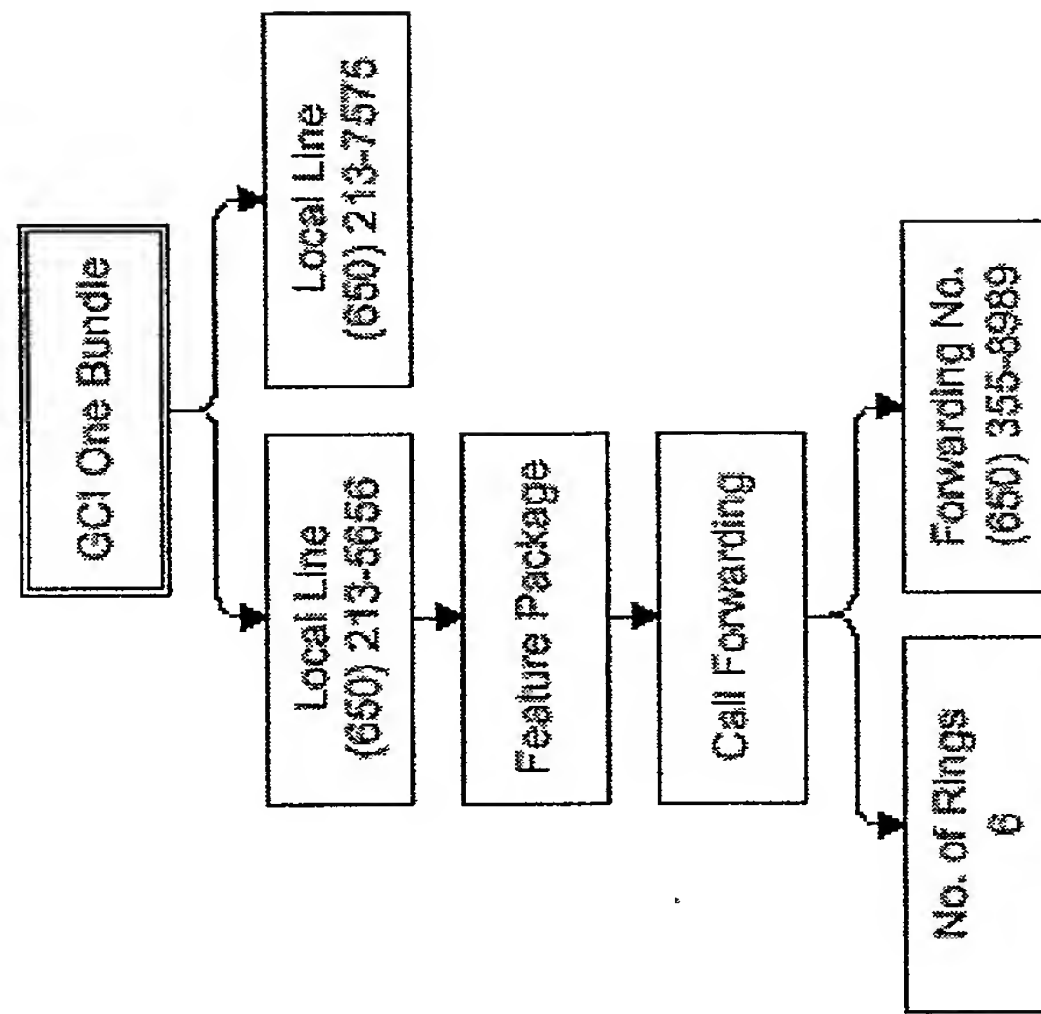 GCI One Bundle
Local Line
(650) 213-5656
Local Line
(650) 213-7575
Feature Package
Call Forwarding
No. of Rings
6
Forwarding No.
(650) 355-8989